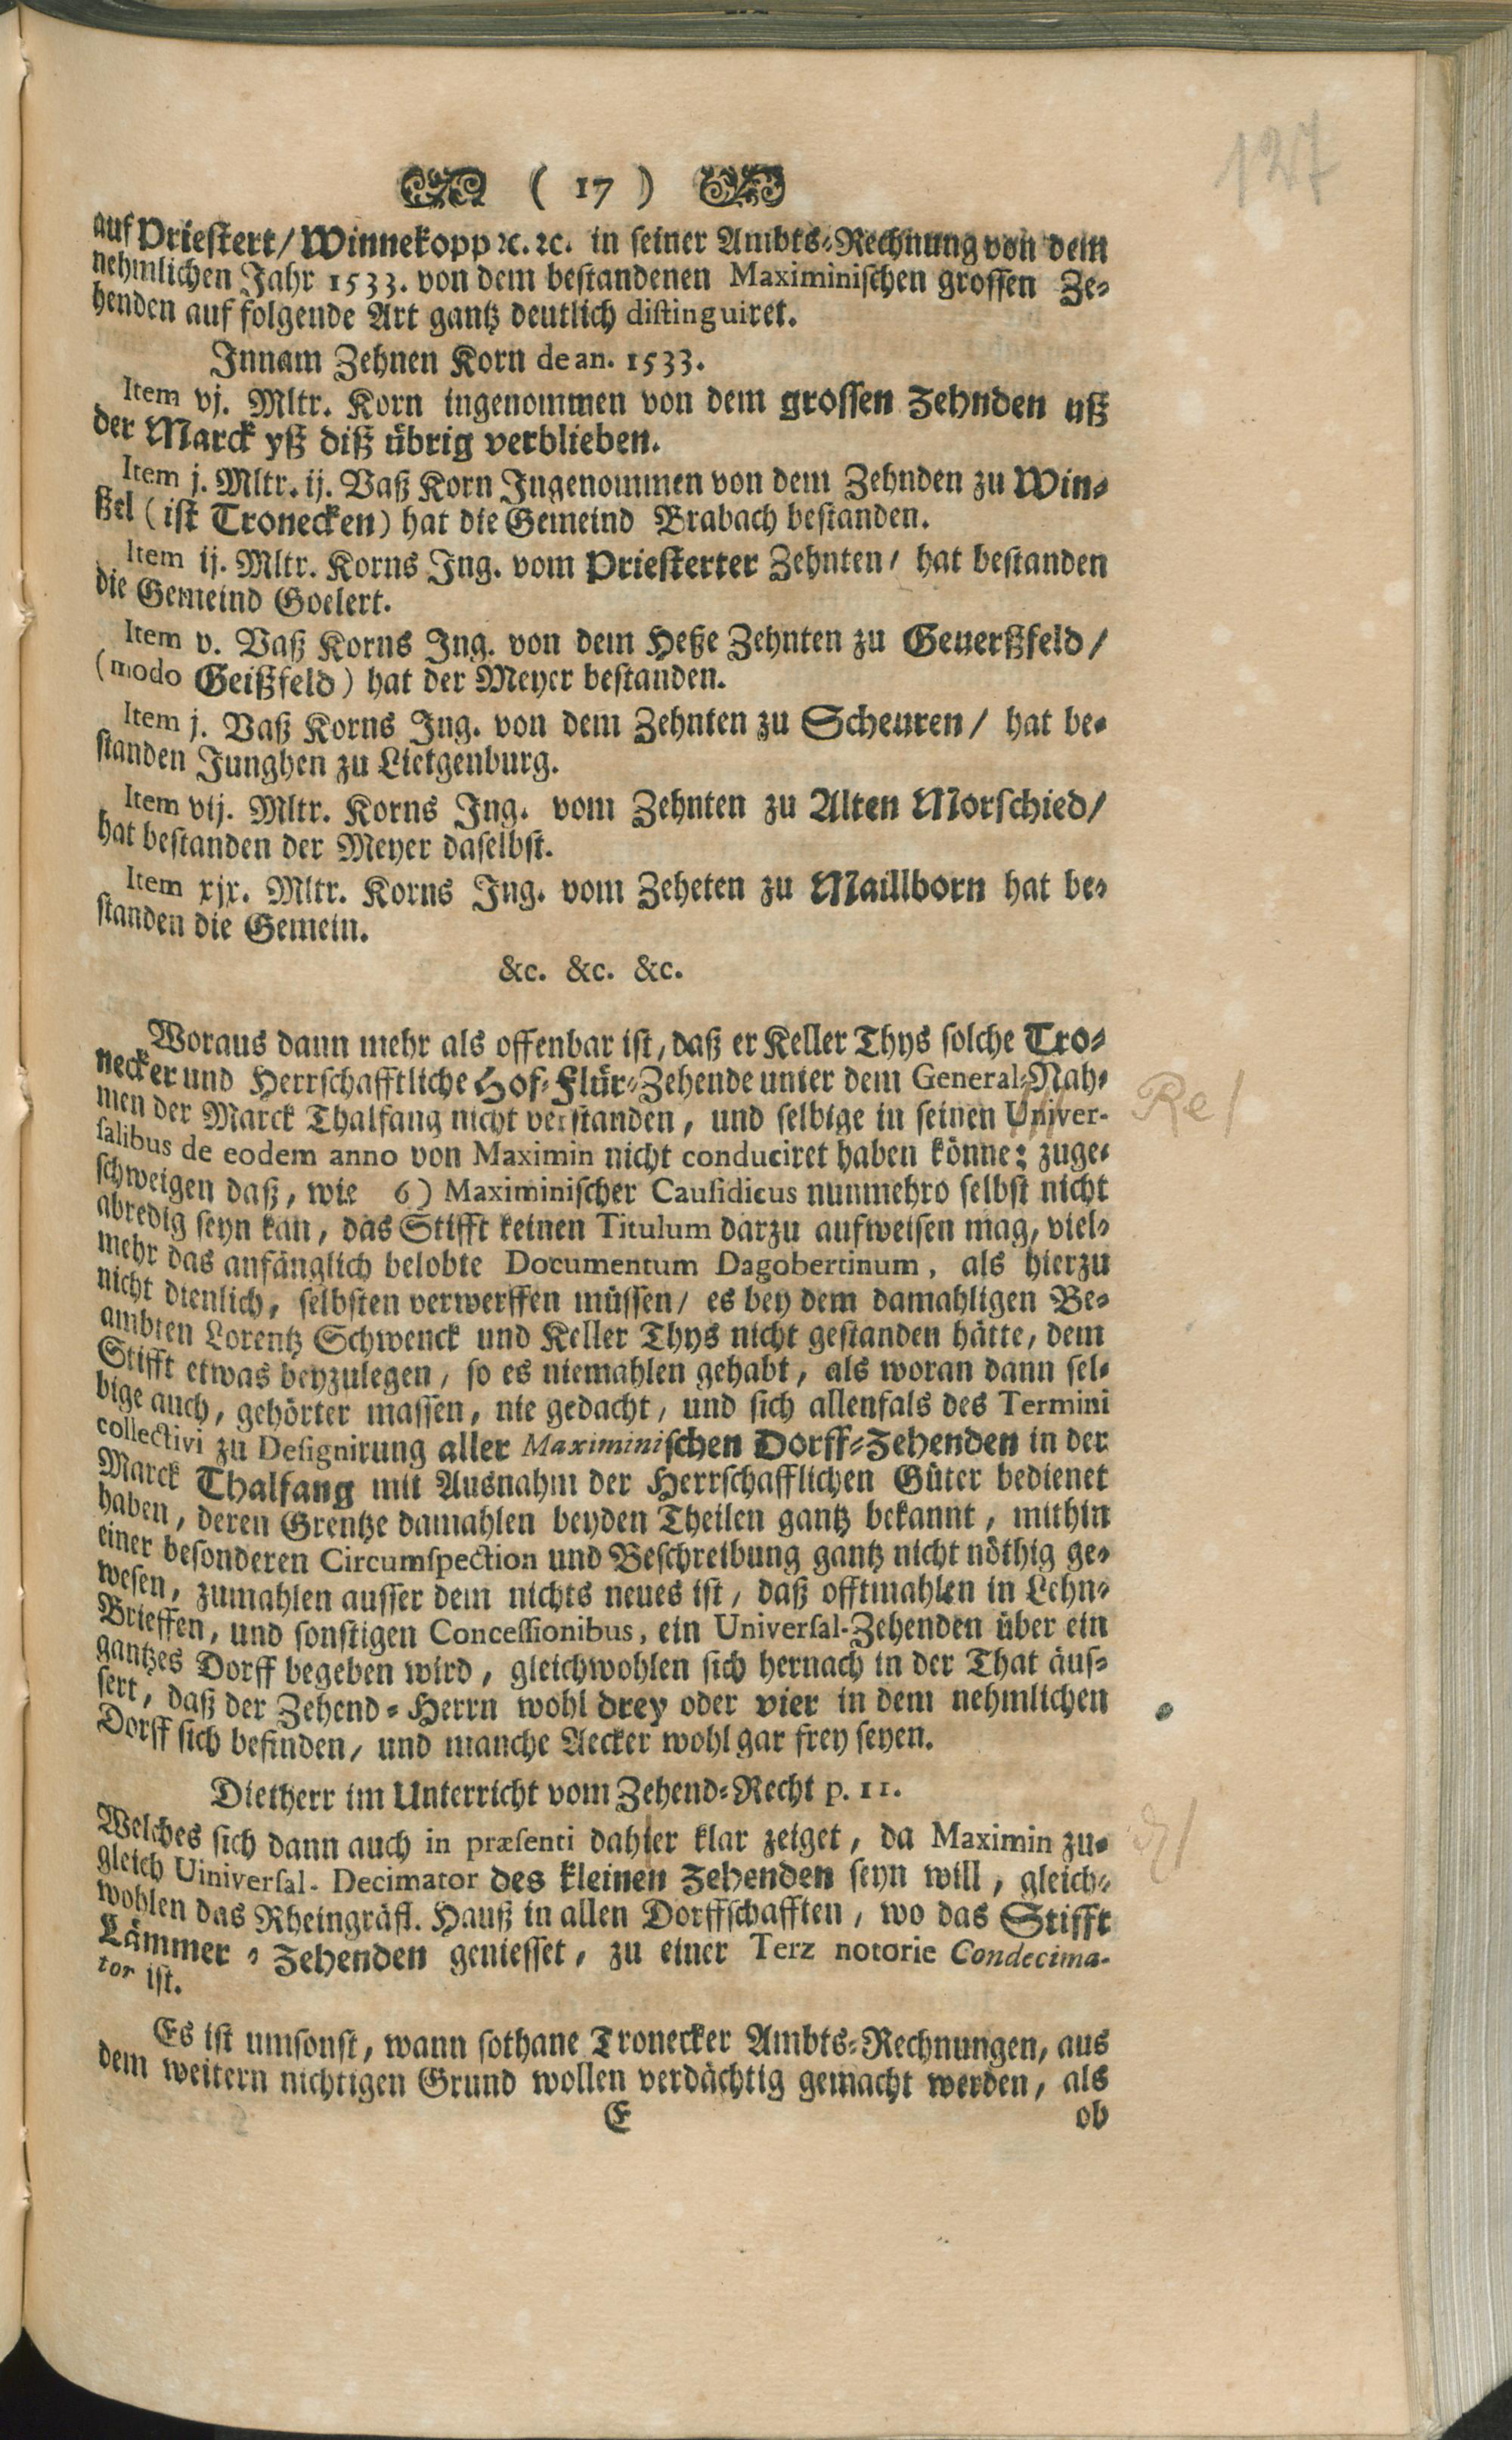 127
( 17 )
auf Priestert/ Winnekopp ꝛc. ꝛc. in seiner Ambts-Rechnung von dem
nehmlichen Jahr 1533. von dem bestandenen Maximinischen grossen Ze-
henden auf folgende Art gantz deutlich distinguiret.
Innam Zehnen Korn de an. 1533.
Item vj. Mltr. Korn ingenommen von dem grossen Zehnden uß
der Marck yß diß übrig verblieben.
Item j. Mltr. ij. Vaß Korn Ingenommen von dem Zehnden zu Win-
ßel (ist Tronecken) hat die Gemeind Brabach bestanden.
Item ij. Mltr. Korns Ing. vom Priesterter Zehnten/ hat bestanden
die Gemeind Goelert.
Item v. Vaß Korns Ing. von dem Heße Zehnten zu Geuerßfeld/
(modo Geißfeld) hat der Meyer bestanden.
Item j. Vaß Korns Ing. von dem Zehnten zu Scheuren/ hat be-
standen Junghen zu Lietgenburg.
Item vij. Mltr. Korns Ing. vom Zehnten zu Alten Morschied/
hat bestanden der Meyer daselbst.
Item xjx. Mltr. Korns Ing. vom Zeheten zu Maillborn hat be-
standen die Gemein.
&c. &c. &c.
Woraus dann mehr als offenbar ist, daß er Keller Thys solche Tro-
necker und Herrschafftliche Hof-Flür-Zehende unter dem General-Nah-
men der Marck Thalfang nicht verstanden, und selbige in seinen Univer-
salibus de eodem anno von Maximin nicht conduciret haben könne; zuge-
schweigen daß, wie 6) Maximinischer Causidicus nunmehro selbst nicht
abredig seyn kan, das Stifft keinen Titulum darzu aufweisen mag, viel-
mehr das anfänglich belobte Documentum Dagobertinum, als hierzu
nicht dienlich, selbsten verwerffen müssen/ es bey dem damahligen Be-
ambten Lorentz Schwenck und Keller Thys nicht gestanden hätte, dem
Stifft etwas beyzulegen, so es niemahlen gehabt, als woran dann sel-
bige auch, gehörter massen, nie gedacht, und sich allenfals des Termini
collectivi zu Designirung aller Maximinischen Dorff-Zehenden in der
Marck Thalfang mit Ausnahm der Herrschafflichen Güter bedienet
haben, deren Grentze damahlen beyden Theilen gantz bekannt, mithin
einer besonderen Circumspection und Beschreibung gantz nicht nöthig ge-
wesen, zumahlen ausser dem nichts neues ist, daß offtmahlen in Lehn-
Brieffen, und sonstigen Concessionibus, ein Universal-Zehenden über ein
gantzes Dorff begeben wird, gleichwohlen sich hernach in der That äus-
sert, daß der Zehend-Herrn wohl drey oder vier in dem nehmlichen
Dorff sich befinden, und manche Aecker wohl gar frey seyen.
Dietherr im Unterricht vom Zehend-Recht p. 11.
Welches sich dann auch in præsenti dahier klar zeiget, da Maximin zu-
gleich Uiniversal-Decimator des kleinen Zehenden seyn will, gleich-
wohlen das Rheingräfl. Hauß in allen Dorffschafften, wo das Stifft
Lämmer-Zehenden geniesset, zu einer Terz notorie Condecima-
tor ist.
Es ist umsonst, wann sothane Tronecker Ambts-Rechnungen, aus
dem weitern nichtigen Grund wollen verdächtig gemacht werden, als
E ob
Re/